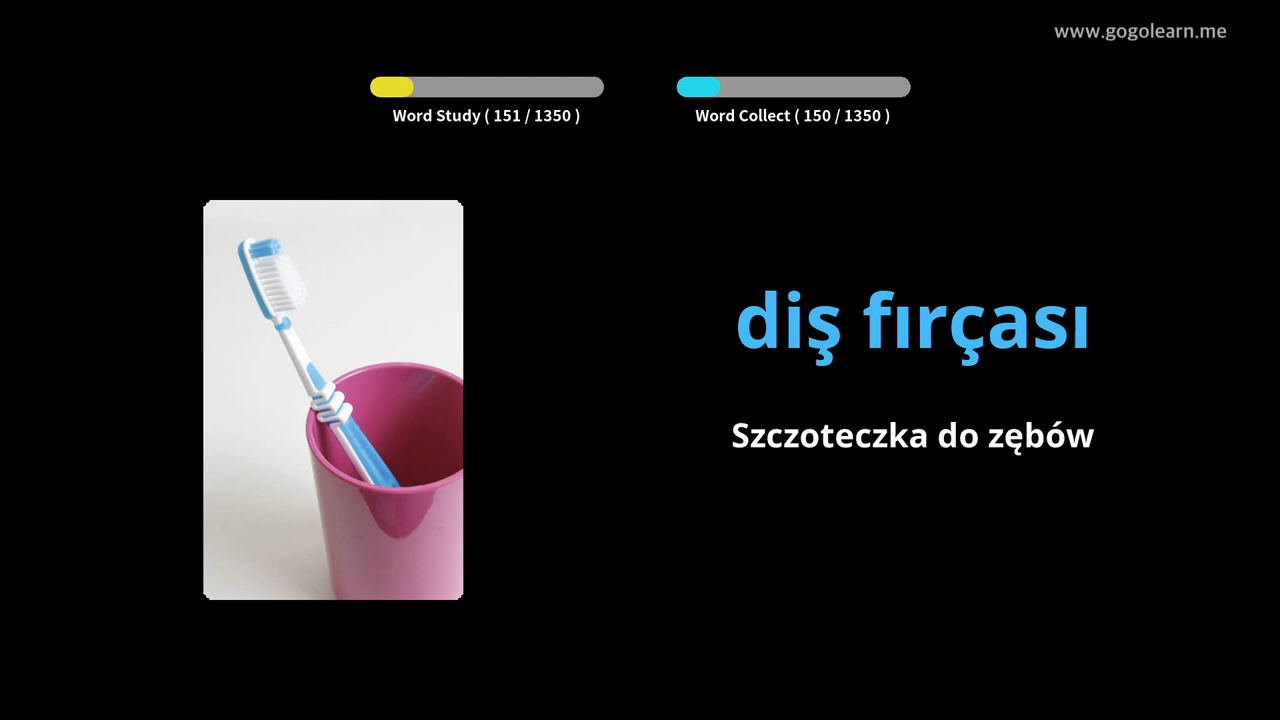 www.gogolearn.me
Word Study ( 151 / 1350 )
Word Collect ( 150 / 1350 )
diş fırçası
Szczoteczka do zębów